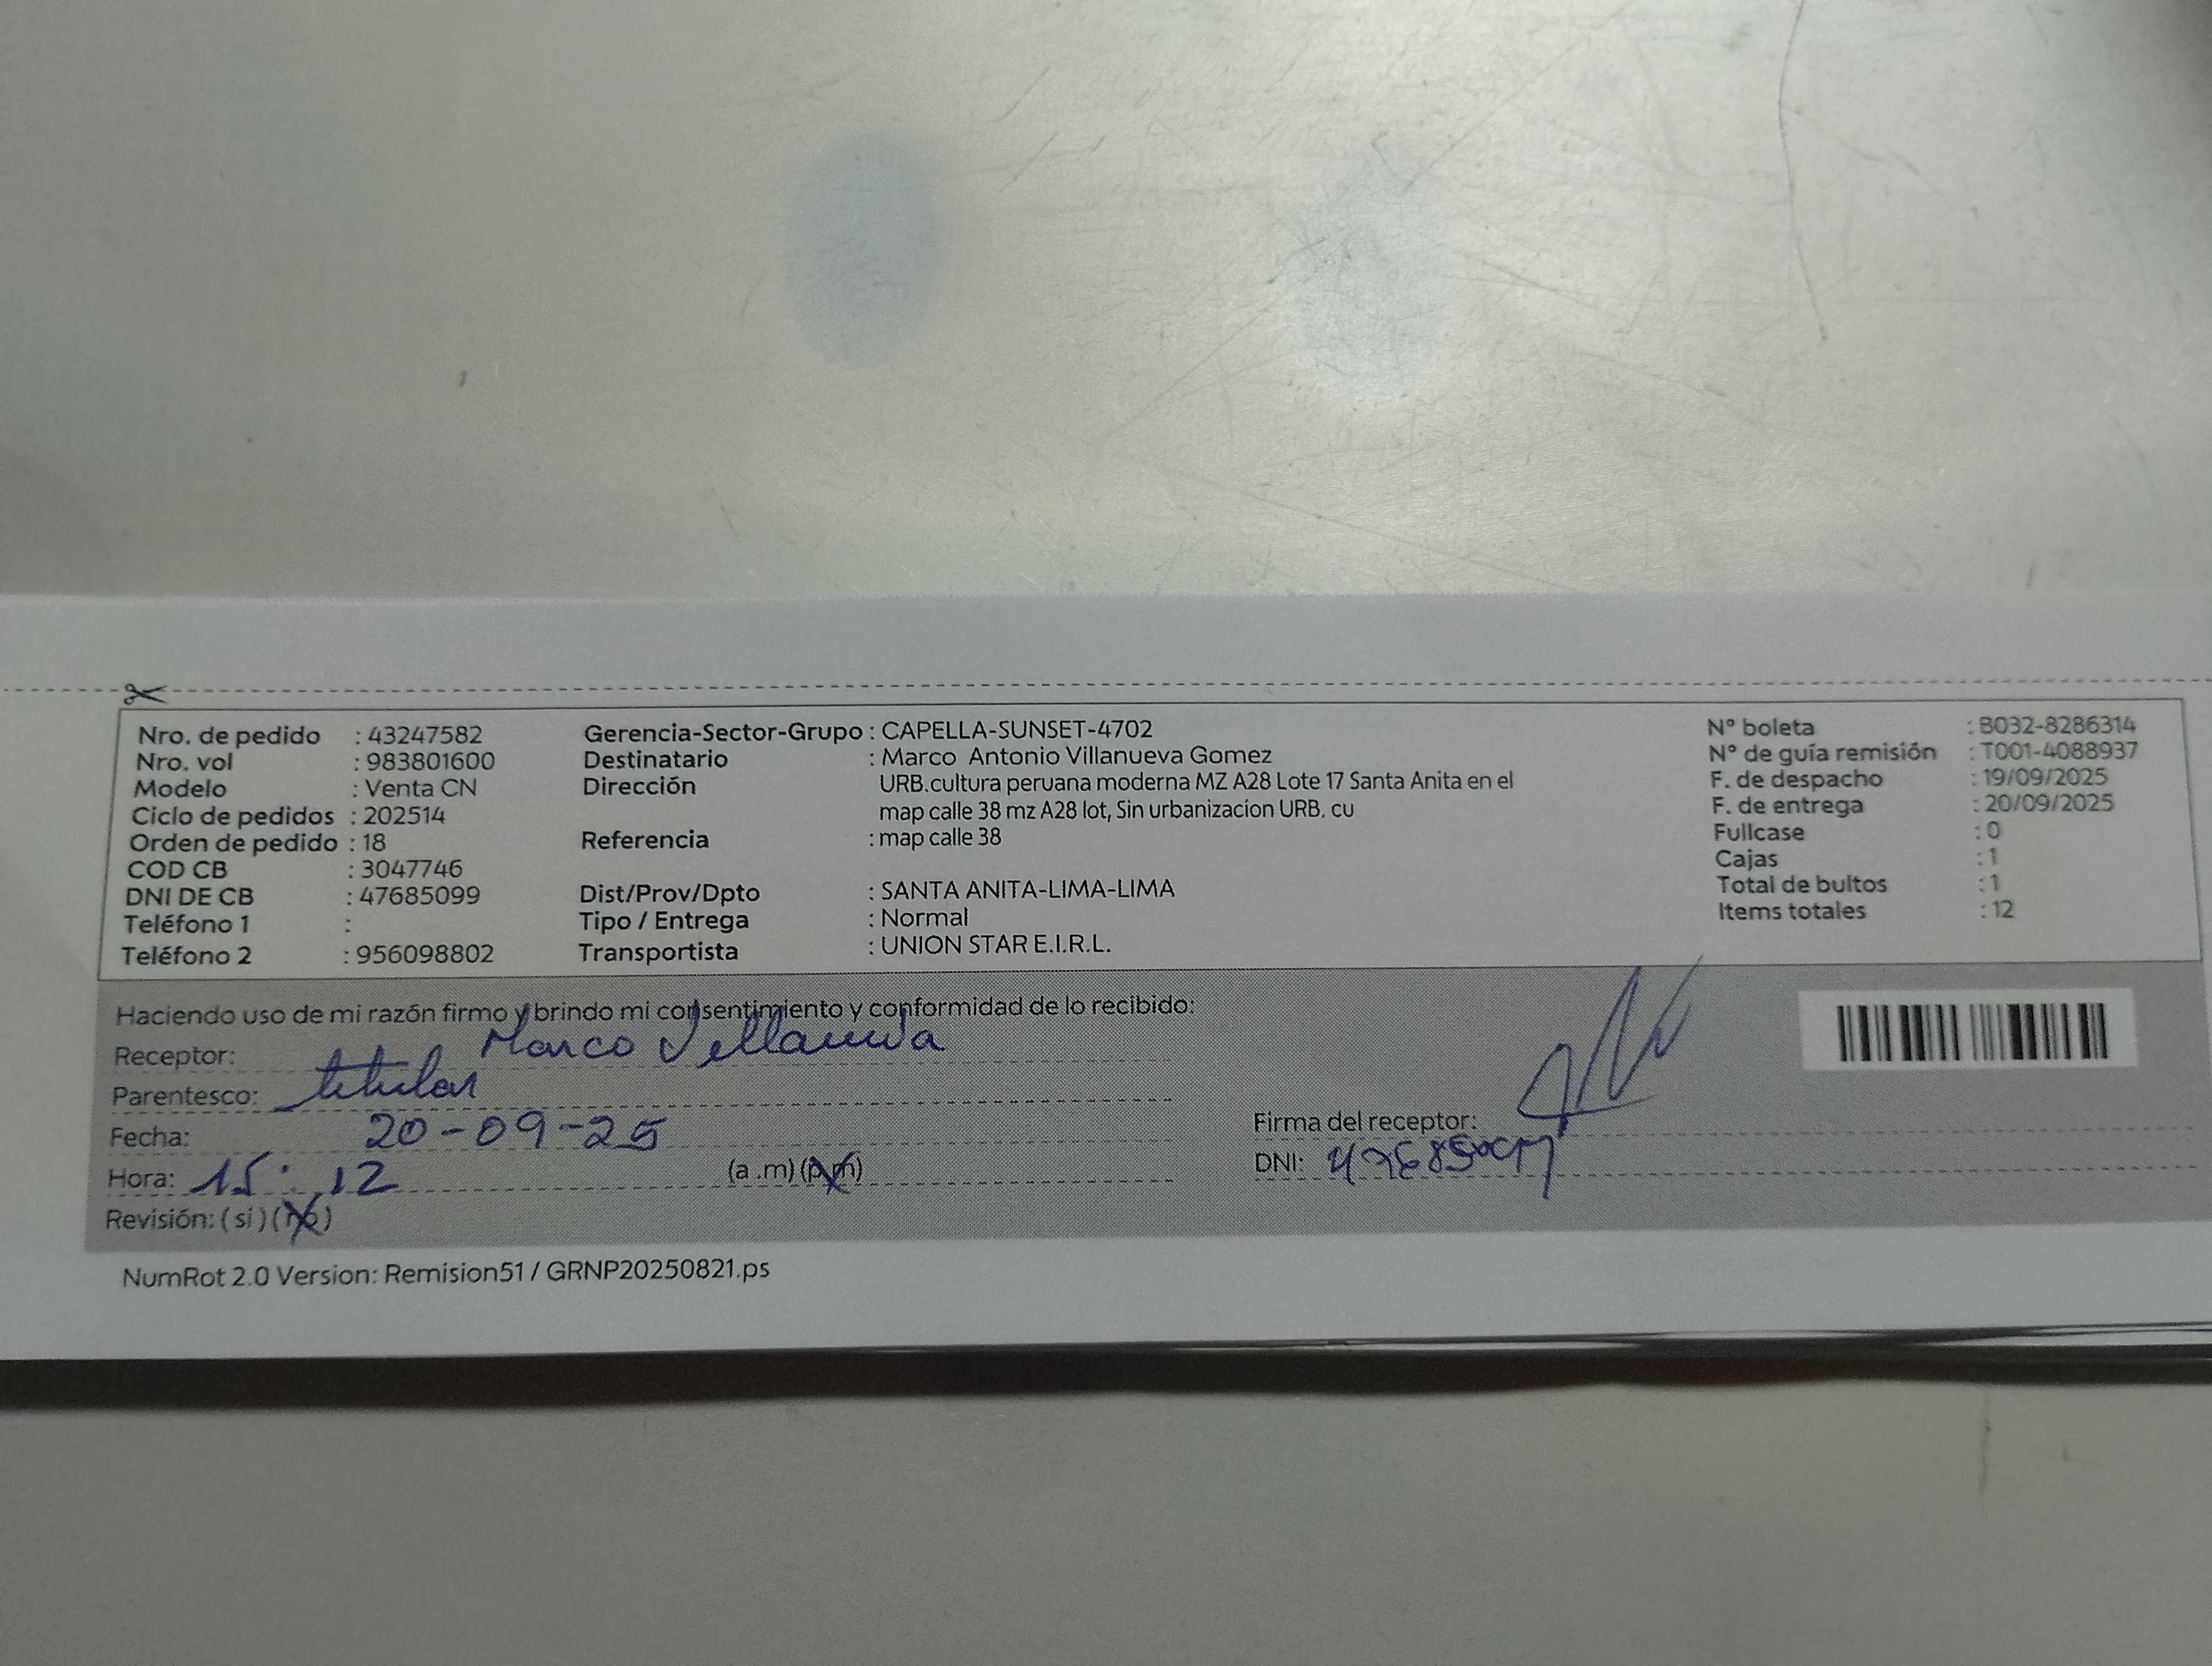 Nro. de pedido : 43247582
Nro. vol : 983801600
Modelo : Venta CN
Ciclo de pedidos : 202514
Orden de pedido : 18
COD CB : 3047746
DNI DE CB : 47685099
Teléfono 1 :
Teléfono 2 : 956098802
Gerencia-Sector-Grupo : CAPELLA-SUNSET-4702
Destinatario : Marco Antonio Villanueva Gomez
Dirección URB.cultura peruana moderna MZ A28 Lote 17 Santa Anita en el
map calle 38 mz A28 lot, Sin urbanizacion URB. cu
Referencia : map calle 38
Dist/Prov/Dpto : SANTA ANITA-LIMA-LIMA
Tipo / Entrega : Normal
Transportista : UNION STAR E.I.R.L.
N° boleta : B032-8286314
N° de guía remisión : T001-4088937
F. de despacho : 19/09/2025
F. de entrega : 20/09/2025
Fullcase : 0
Cajas : 1
Total de bultos : 1
Items totales : 12
Haciendo uso de mi razón firmo y brindo mi consentimiento y conformidad de lo recibido:
Receptor: Marco
Parentesco: titular
Fecha: 20-09-25
Hora: 15:12 (a.m) (p.m)
Revisión: (si) (no)
Firma del receptor:
DNI:
NumRot 2.0 Version: Remision51 / GRNP20250821.ps